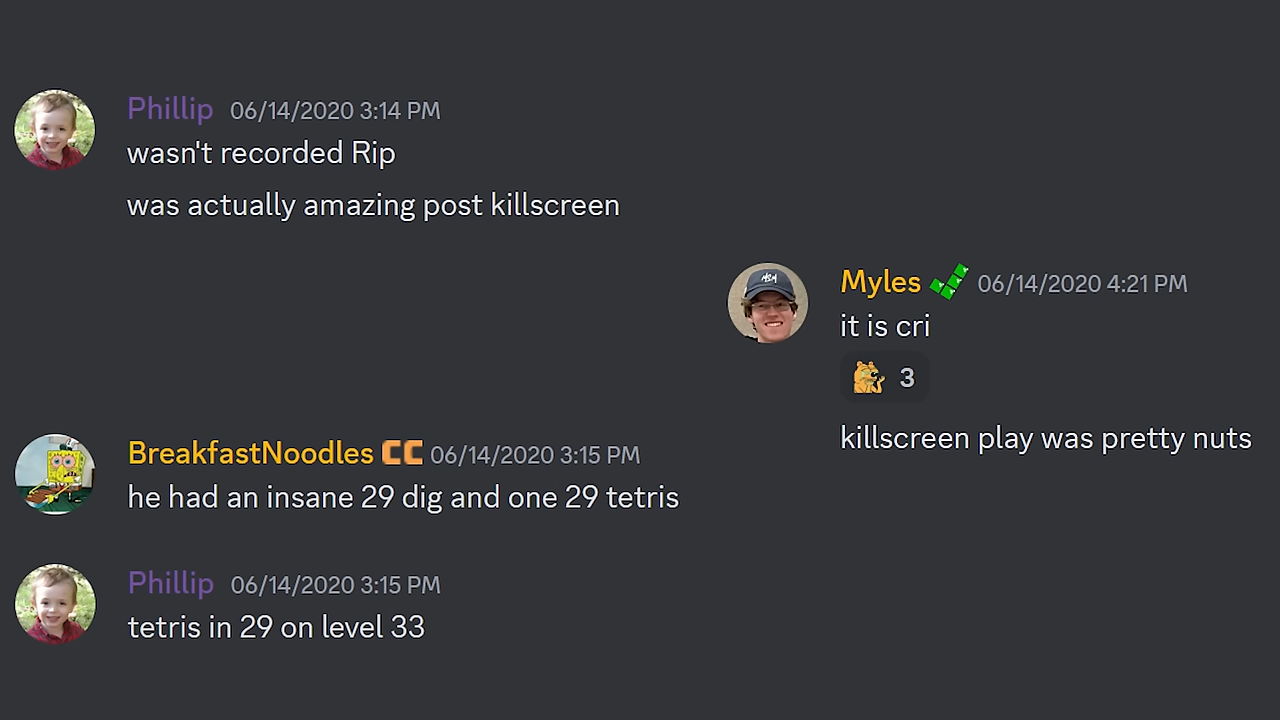 Phillip 06/14/2020 3:14 PM
wasn't recorded Rip
was actually amazing post killscreen
Myles 06/14/2020 4:21 PM
it is cri
3
killscreen play was pretty nuts
BreakfastNoodles CC 06/14/2020 3:15 PM
he had an insane 29 dig and one 29 tetris
Phillip 06/14/2020 3:15 PM
tetris in 29 on level 33